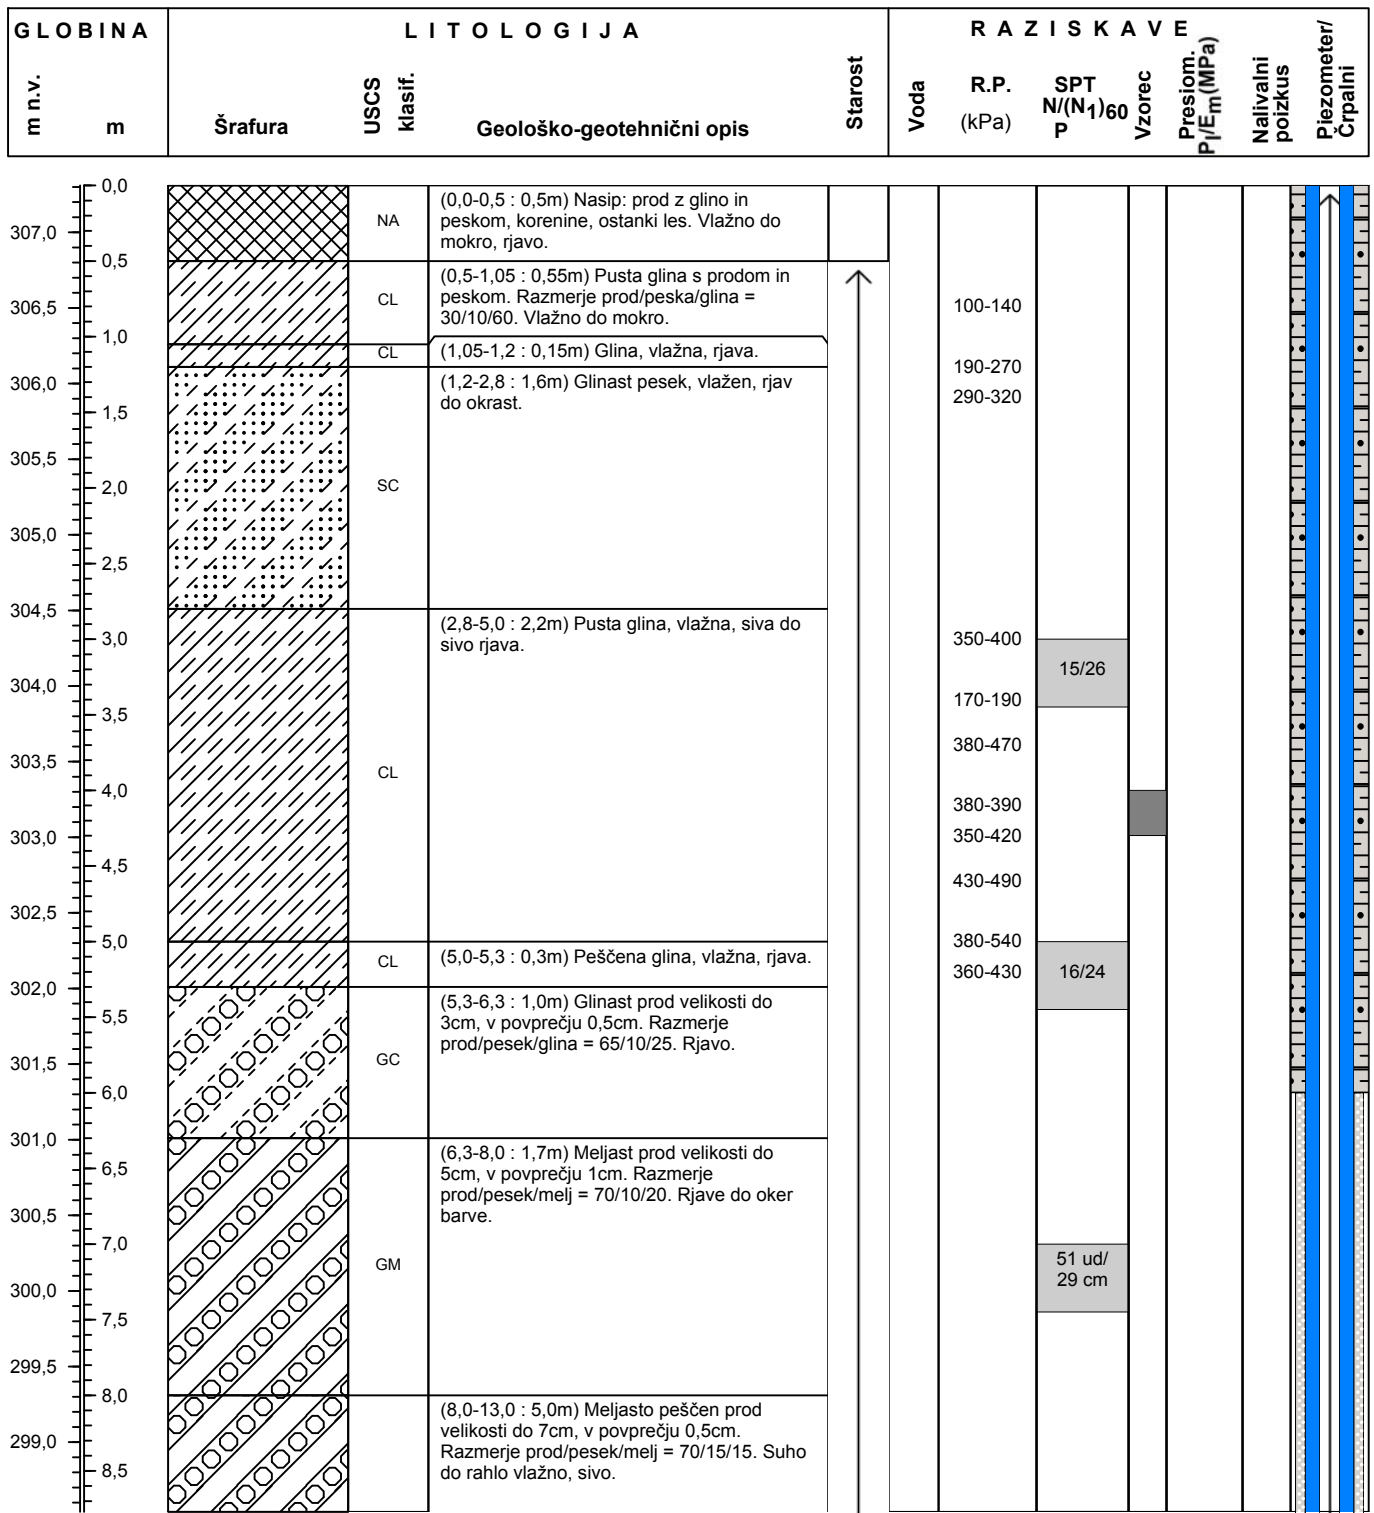 GLOBINA
LITOLOGIJA
RAZISKAVE
m n.v.
m
Šrafura
USCS
klasif.
Geološko-geotehnični opis
Starost
Voda
R.P.
(kPa)
SPT
N/(N1)60
P
Vzorec
Presiom.
Pl/Em(MPa)
Nalivalni
poizkus
Piezometer/
Črpalni
0,0
307,0
0,5
306,5
1,0
306,0
1,5
305,5
2,0
305,0
2,5
304,5
3,0
304,0
3,5
303,5
4,0
303,0
4,5
302,5
5,0
302,0
5,5
301,5
6,0
301,0
6,5
300,5
7,0
300,0
7,5
299,5
8,0
299,0
8,5
NA
(0,0-0,5 : 0,5m) Nasip: prod z glino in
peskom, korenine, ostanki les. Vlažno do
mokro, rjavo.
CL
(0,5-1,05 : 0,55m) Pusta glina s prodom in
peskom. Razmerje prod/peska/glina =
30/10/60. Vlažno do mokro.
CL
(1,05-1,2 : 0,15m) Glina, vlažna, rjava.
SC
(1,2-2,8 : 1,6m) Glinast pesek, vlažen, rjav
do okrast.
CL
(2,8-5,0 : 2,2m) Pusta glina, vlažna, siva do
sivo rjava.
CL
(5,0-5,3 : 0,3m) Peščena glina, vlažna, rjava.
GC
(5,3-6,3 : 1,0m) Glinast prod velikosti do
3cm, v povprečju 0,5cm. Razmerje
prod/pesek/glina = 65/10/25. Rjavo.
GM
(6,3-8,0 : 1,7m) Meljast prod velikosti do
5cm, v povprečju 1cm. Razmerje
prod/pesek/melj = 70/10/20. Rjave do oker
barve.
(8,0-13,0 : 5,0m) Meljasto peščen prod
velikosti do 7cm, v povprečju 0,5cm.
Razmerje prod/pesek/melj = 70/15/15. Suho
do rahlo vlažno, sivo.
100-140
190-270
290-320
350-400
170-190
380-470
380-390
350-420
430-490
380-540
360-430
15/26
16/24
51 ud/
29 cm